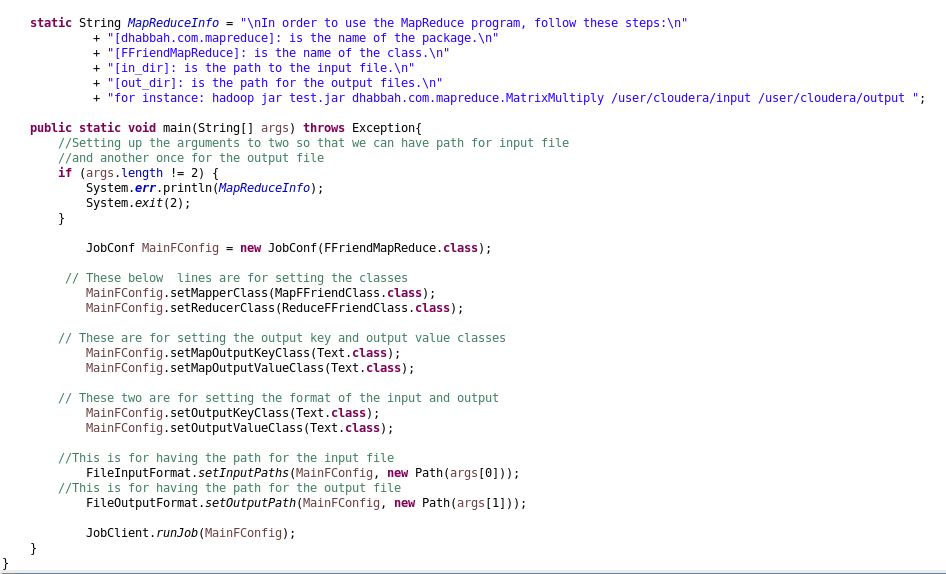 static String MapReduceInfo = "\nIn order to use the MapReduce program, follow these steps:\n"
+ "[dhabbah.com.mapreduce]: is the name of the package.\n"
+ "[FFriendMapReduce]: is the name of the class.\n"
+ "[in_dir]: is the path to the input file.\n"
+ "[out_dir]: is the path for the output files.\n"
+ "for instance: hadoop jar test.jar dhabbah.com.mapreduce.MatrixMultiply /user/cloudera/input /user/cloudera/output ";
public static void main(String[] args) throws Exception{
//Setting up the arguments to two so that we can have path for input file
//and another once for the output file
if (args.length != 2) {
System.err.println(MapReduceInfo);
System.exit(2);
}
JobConf MainFConfig = new JobConf(FFriendMapReduce.class);
// These below  lines are for setting the classes
MainFConfig.setMapperClass(MapFFriendClass.class);
MainFConfig.setReducerClass(ReduceFFriendClass.class);
// These are for setting the output key and output value classes
MainFConfig.setMapOutputKeyClass(Text.class);
MainFConfig.setMapOutputValueClass(Text.class);
// These two are for setting the format of the input and output
MainFConfig.setOutputKeyClass(Text.class);
MainFConfig.setOutputValueClass(Text.class);
//This is for having the path for the input file
FileInputFormat.setInputPaths(MainFConfig, new Path(args[0]));
//This is for having the path for the output file
FileOutputFormat.setOutputPath(MainFConfig, new Path(args[1]));
JobClient.runJob(MainFConfig);
}
}